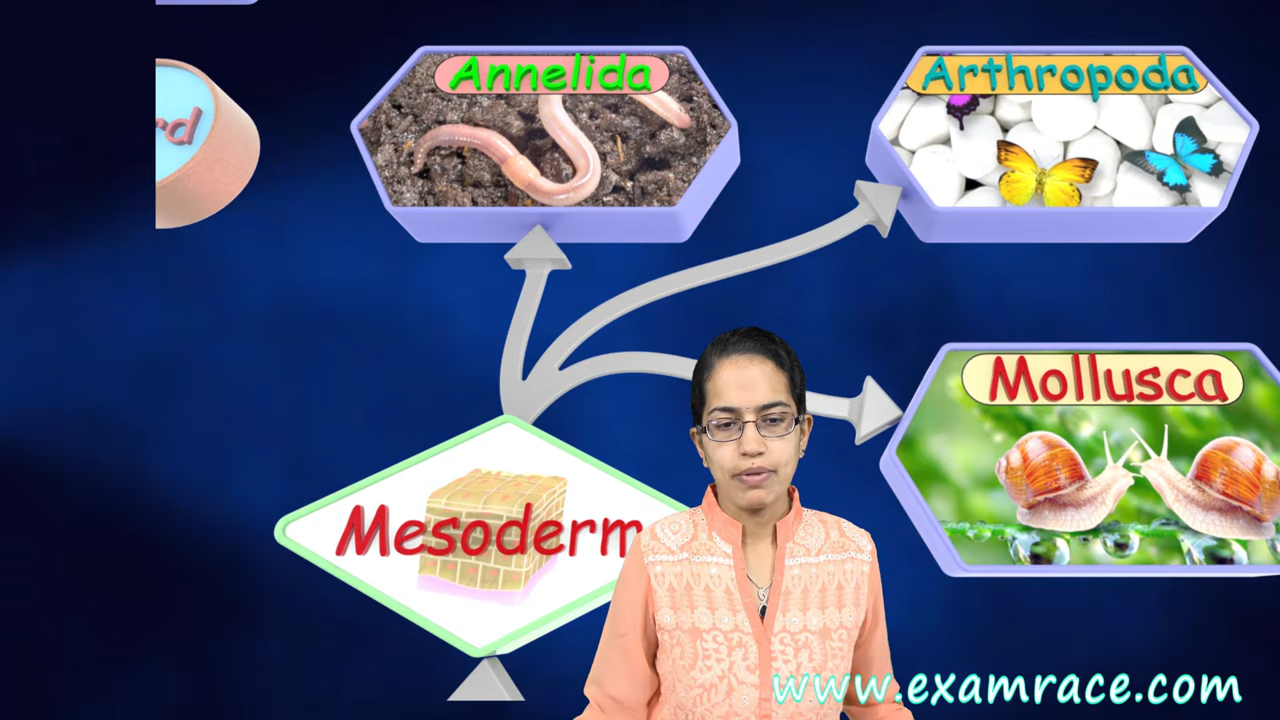 Annelida
Arthropoda
Mollusca
Mesoderm
www.examrace.com